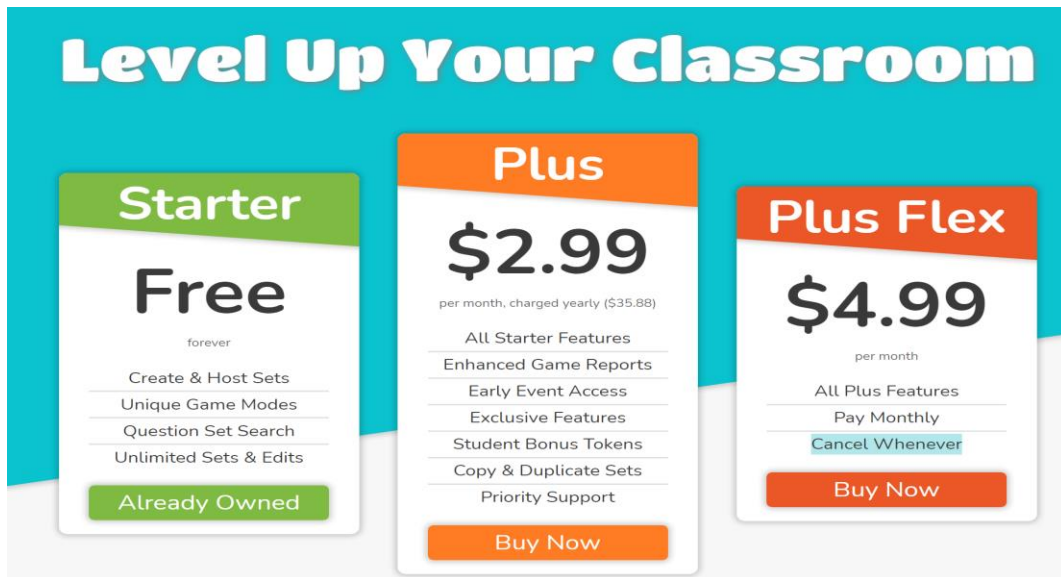 Level Up Your Classroom
Starter
Free
forever
Create & Host Sets
Unique Game Modes
Question Set Search
Unlimited Sets & Edits
Already Owned
Plus
$2.99
per month, charged yearly ($35.88)
All Starter Features
Enhanced Game Reports
Early Event Access
Exclusive Features
Student Bonus Tokens
Copy & Duplicate Sets
Priority Support
Buy Now
Plus Flex
$4.99
per month
All Plus Features
Pay Monthly
Cancel Whenever
Buy Now